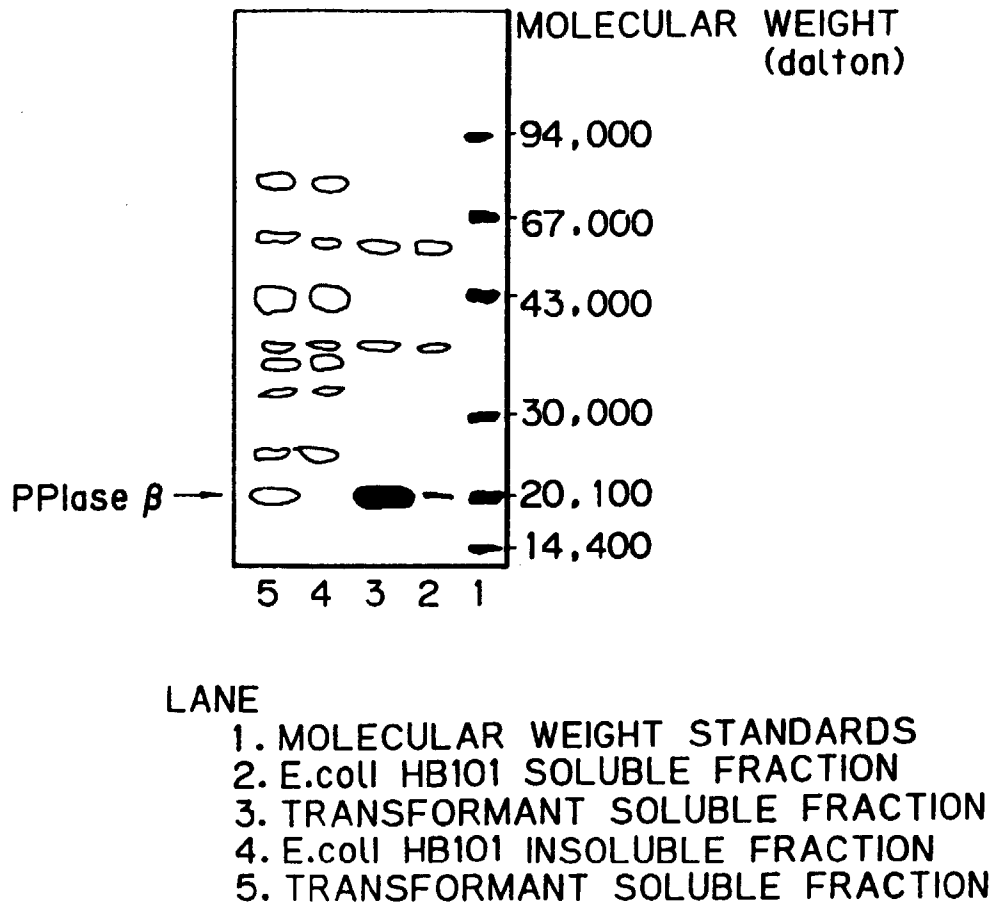 MOLECULAR WEIGHT
(dalton)
94,000
67.000
43,000
30,000
PPIase β
20,100
14,400
5 4 3 2 1
LANE
1. MOLECULAR WEIGHT STANDARDS
2. E.coli HB101 SOLUBLE FRACTION
3. TRANSFORMANT SOLUBLE FRACTION
4. E.coli HB101 INSOLUBLE FRACTION
5. TRANSFORMANT SOLUBLE FRACTION